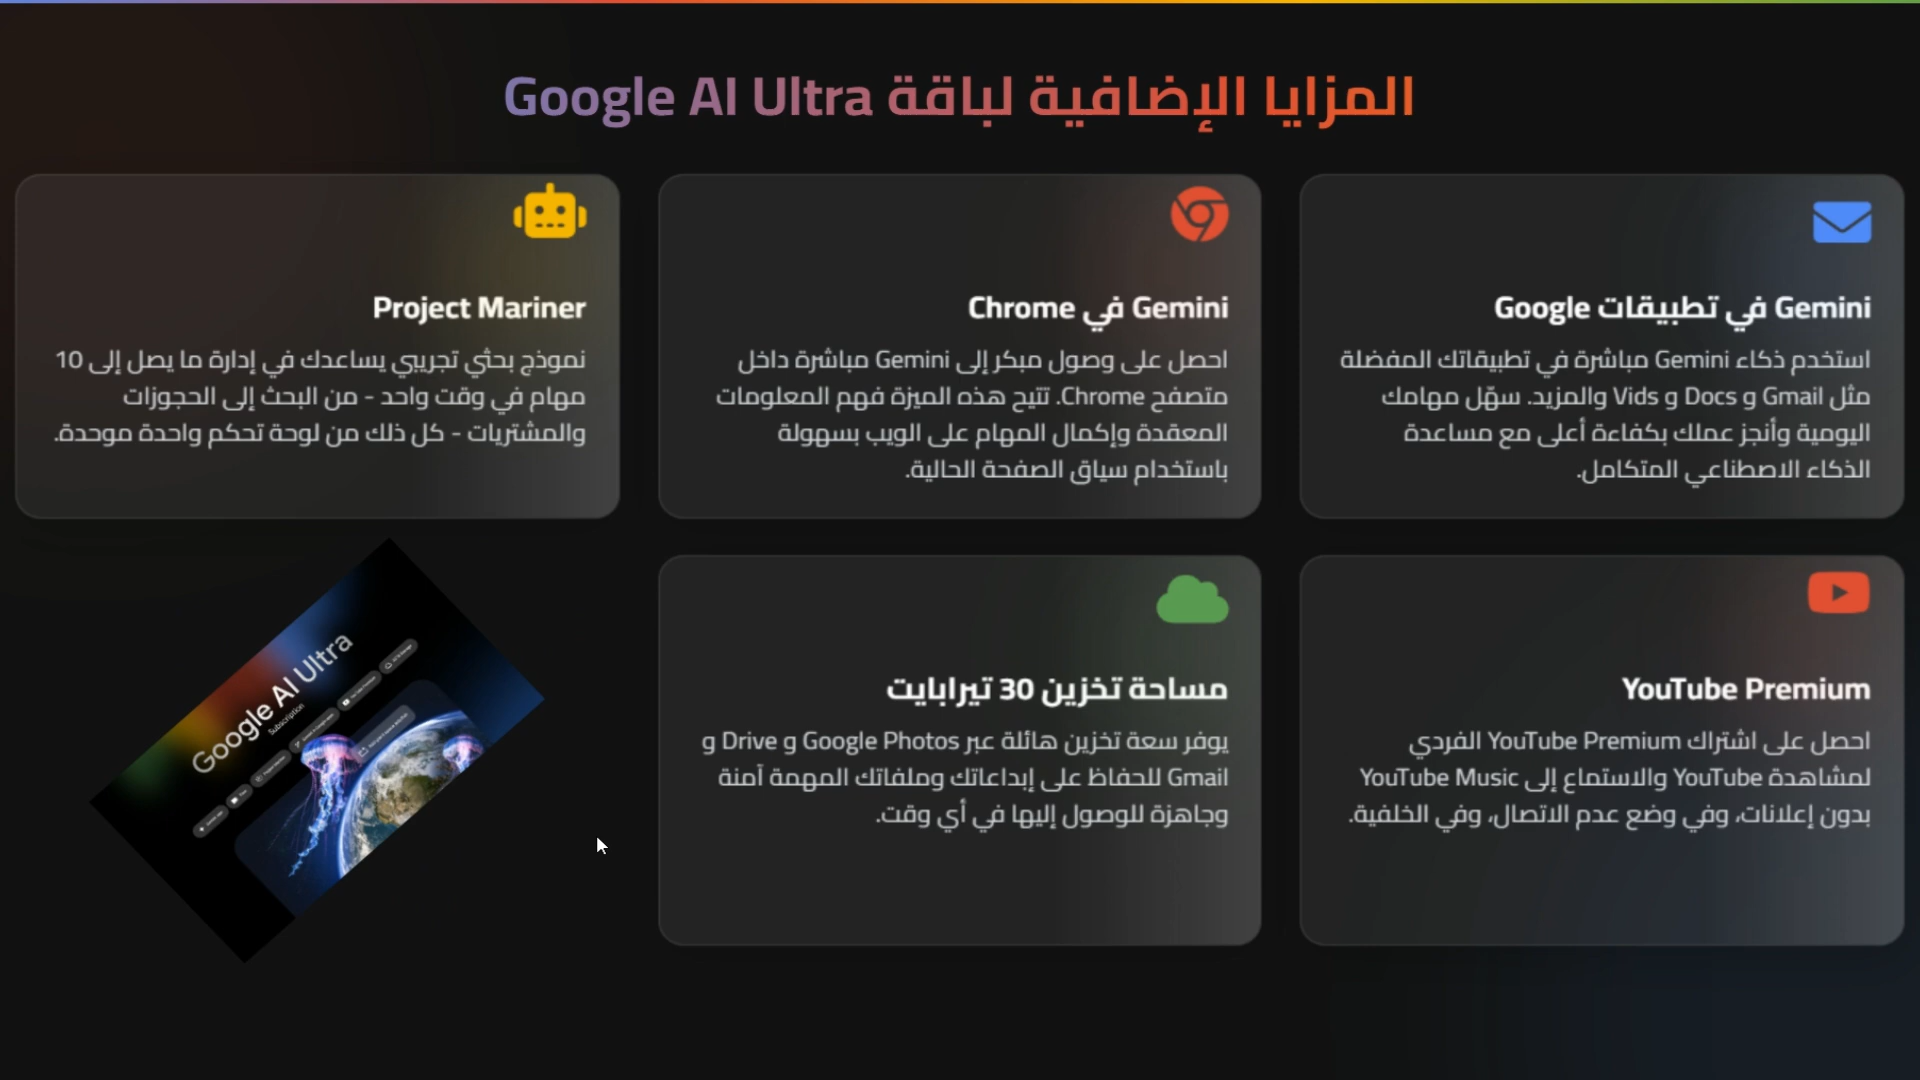 المزايا الإضافية لباقة Google AI Ultra
Gemini في تطبيقات Google
استخدم ذكاء Gemini مباشرة في تطبيقاتك المفضلة
مثل Gmail و Docs و Vids والمزيد. سهّل مهامك
اليومية وأنجز عملك بكفاءة أعلى مع مساعدة
الذكاء الاصطناعي المتكامل.
Gemini في Chrome
احصل على وصول مبكر إلى Gemini مباشرة داخل
متصفح Chrome. تتيح هذه الميزة فهم المعلومات
المعقدة وإكمال المهام على الويب بسهولة
باستخدام سياق الصفحة الحالية.
Project Mariner
نموذج بحثي تجريبي يساعدك في إدارة ما يصل إلى 10
مهام في وقت واحد - من البحث إلى الحجوزات
والمشتريات - كل ذلك من لوحة تحكم واحدة موحدة.
YouTube Premium
احصل على اشتراك YouTube Premium الفردي
لمشاهدة YouTube والاستماع إلى YouTube Music
بدون إعلانات، وفي وضع عدم الاتصال، وفي الخلفية.
مساحة تخزين 30 تيرابايت
يوفر سعة تخزين هائلة عبر Google Photos و Drive و
Gmail للحفاظ على إبداعاتك وملفاتك المهمة آمنة
وجاهزة للوصول إليها في أي وقت.
Google AI Ultra
Subscription